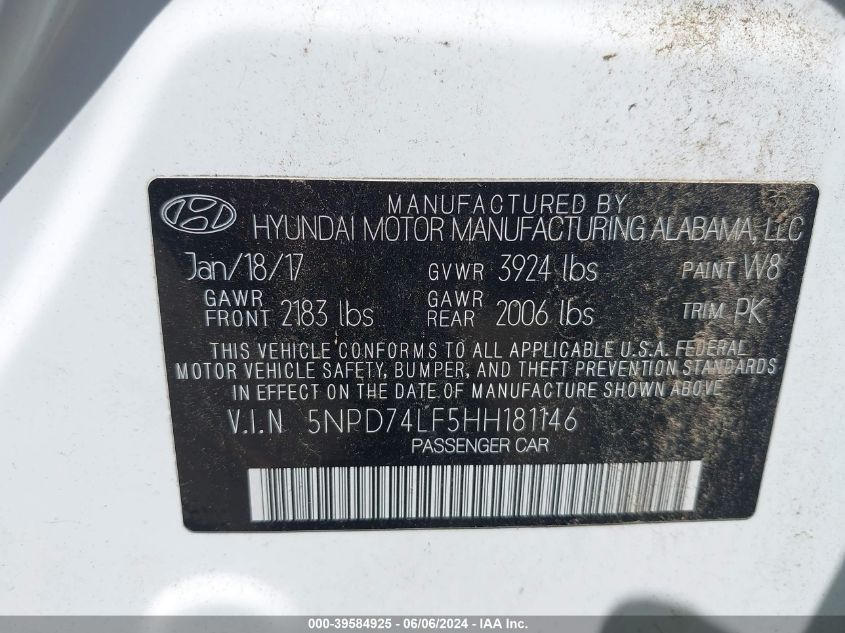 MANUFACTURED BY
HYUNDAI MOTOR MANUFACTURING ALABAMA, LLC
Jan/18/17 GVWR 3924 lbs PAINT W8
GAWR FRONT 2183 lbs GAWR REAR 2006 lbs TRIM PK
THIS VEHICLE CONFORMS TO ALL APPLICABLE U.S.A. FEDERAL
MOTOR VEHICLE SAFETY, BUMPER, AND THEFT PREVENTION STANDARDS
IN EFFECT ON THE DATE OF MANUFACTURE SHOWN ABOVE
V.I.N 5NPD74LF5HH181146
PASSENGER CAR
000-39584925 - 06/06/2024 - IAA Inc.